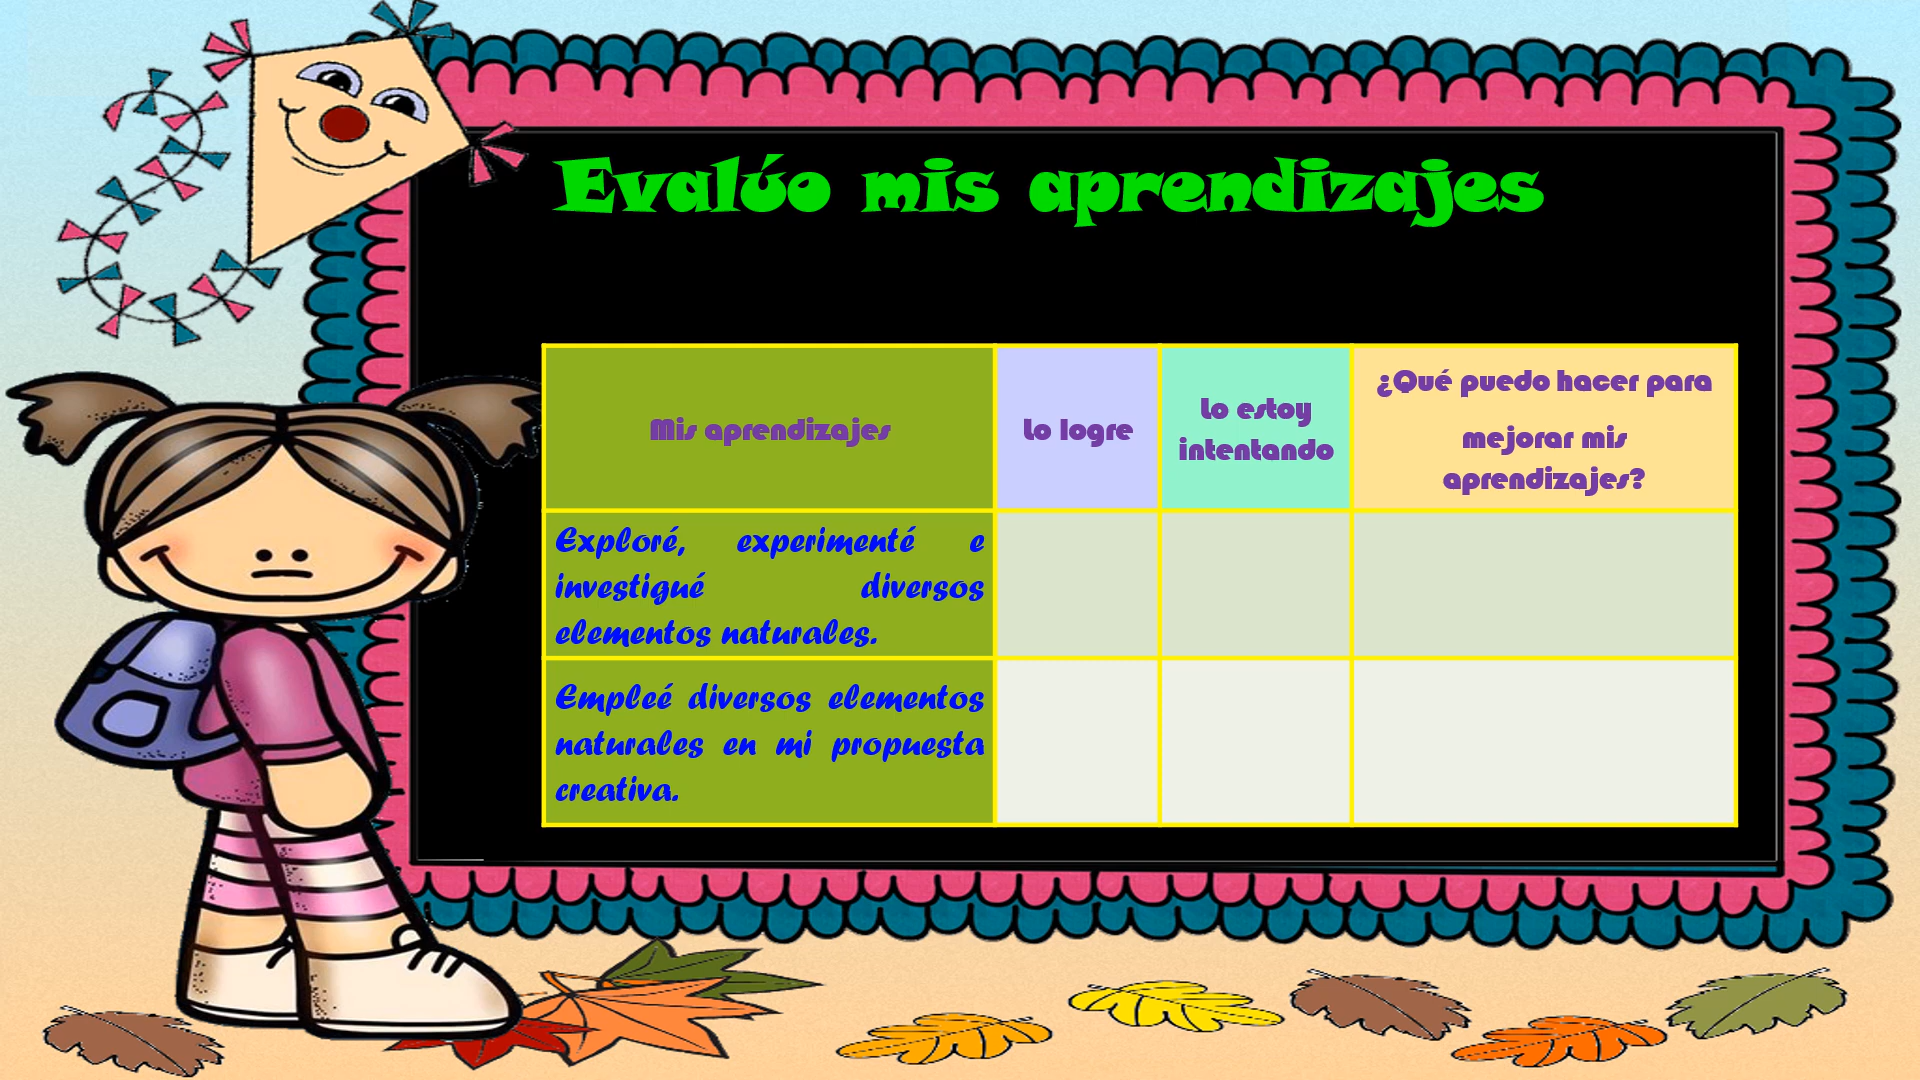 Evalúo mis aprendizajes
Mis aprendizajes
Lo logre
Lo estoy
intentando
¿Qué puedo hacer para
mejorar mis
aprendizajes?
Exploré, experimenté e
investigué diversos
elementos naturales.
Empleé diversos elementos
naturales en mi propuesta
creativa.